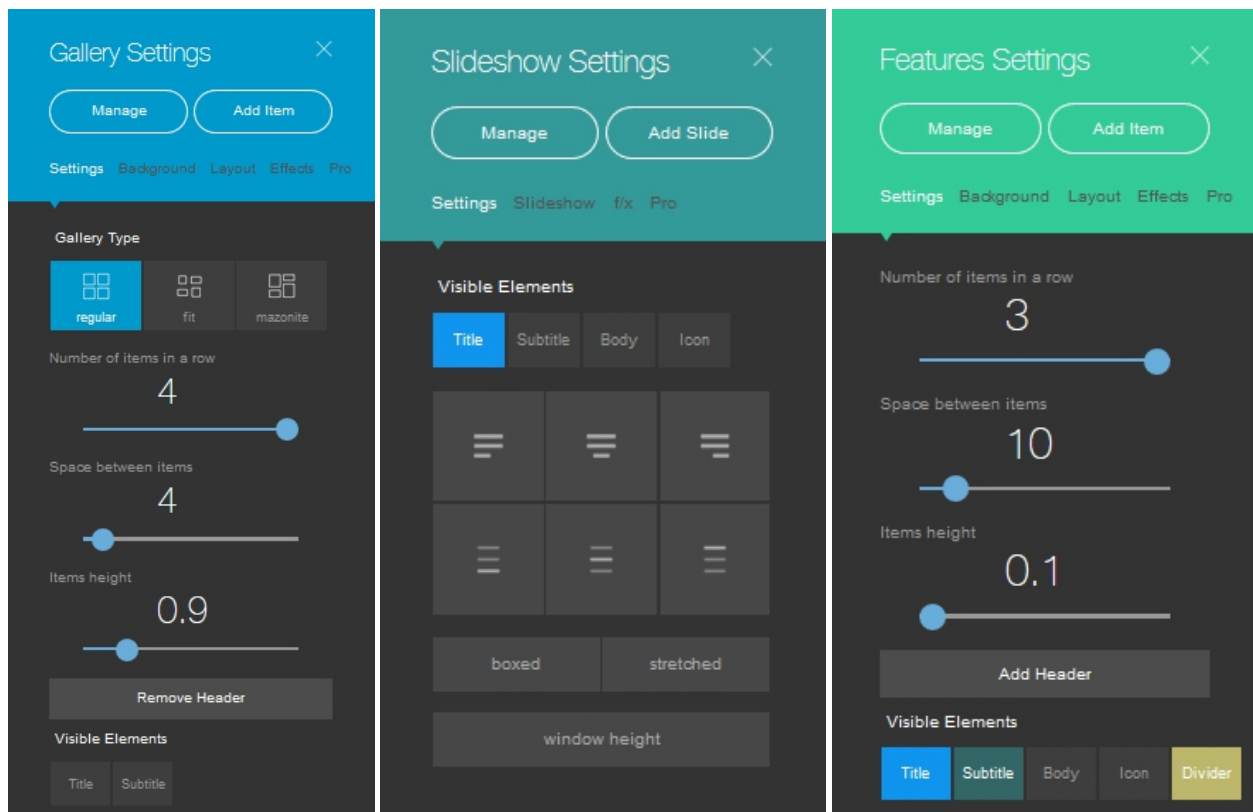 Gallery Settings
Manage Add Item
Settings Background Layout Effects Pro
Gallery Type
regular fit mazonite
Number of items in a row
4
Space between items
4
Items height
0.9
Remove Header
Visible Elements
Title Subtitle
Slideshow Settings
Manage Add Slide
Settings Slideshow f/x Pro
Visible Elements
Title Subtitle Body Icon
boxed stretched
window height
Features Settings
Manage Add Item
Settings Background Layout Effects Pro
Number of items in a row
3
Space between items
10
Items height
0.1
Add Header
Visible Elements
Title Subtitle Body Icon Divider